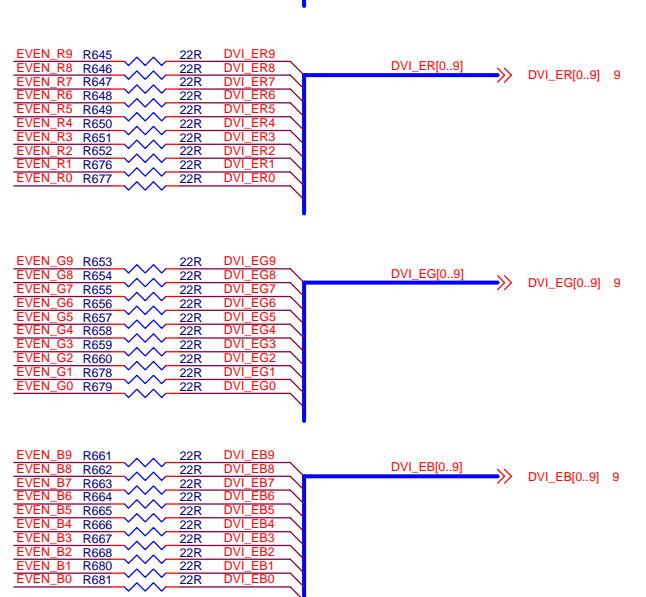 EVEN_R9 R645 22R DVI_ER9
EVEN_R8 R646 22R DVI_ER8 DVI_ER[0..9] DVI_ER[0..9] 9
EVEN_R7 R647 22R DVI_ER7
EVEN_R6 R648 22R DVI_ER6
EVEN_R5 R649 22R DVI_ER5
EVEN_R4 R650 22R DVI_ER4
EVEN_R3 R651 22R DVI_ER3
EVEN_R2 R652 22R DVI_ER2
EVEN_R1 R676 22R DVI_ER1
EVEN_R0 R677 22R DVI_ER0
EVEN_G9 R653 22R DVI_EG9
EVEN_G8 R654 22R DVI_EG8 DVI_EG[0..9] DVI_EG[0..9] 9
EVEN_G7 R655 22R DVI_EG7
EVEN_G6 R656 22R DVI_EG6
EVEN_G5 R657 22R DVI_EG5
EVEN_G4 R658 22R DVI_EG4
EVEN_G3 R659 22R DVI_EG3
EVEN_G2 R660 22R DVI_EG2
EVEN_G1 R678 22R DVI_EG1
EVEN_G0 R679 22R DVI_EG0
EVEN_B9 R661 22R DVI_EB9
EVEN_B8 R662 22R DVI_EB8 DVI_EB[0..9] DVI_EB[0..9] 9
EVEN_B7 R663 22R DVI_EB7
EVEN_B6 R664 22R DVI_EB6
EVEN_B5 R665 22R DVI_EB5
EVEN_B4 R666 22R DVI_EB4
EVEN_B3 R667 22R DVI_EB3
EVEN_B2 R668 22R DVI_EB2
EVEN_B1 R680 22R DVI_EB1
EVEN_B0 R681 22R DVI_EB0